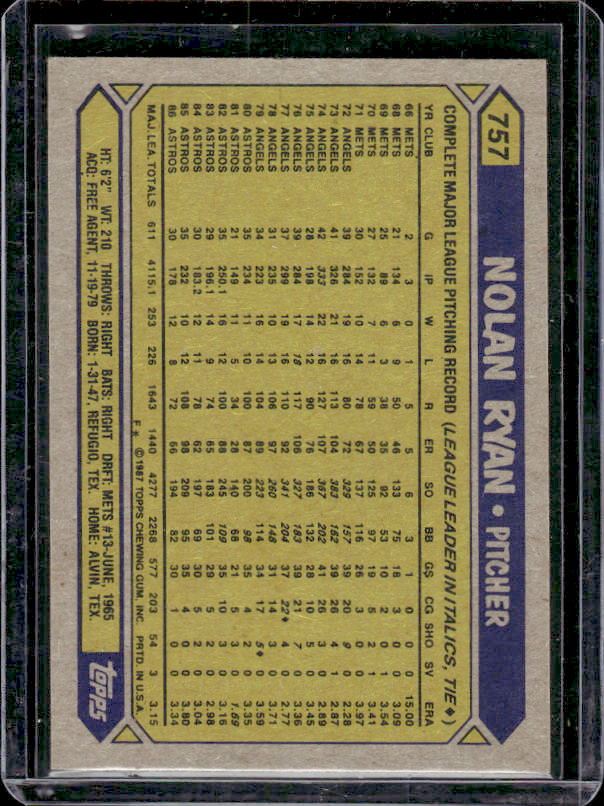 757
NOLAN RYAN • PITCHER
COMPLETE MAJOR LEAGUE PITCHING RECORD (LEAGUE LEADER IN ITALICS, TIE ♦)
YR CLUB G IP W L R ER SO BB GS CG SHO SV ERA
66 METS 2 3 0 1 5 5 6 3 1 0 0 0 15.00
68 METS 21 134 6 9 50 46 133 75 18 3 0 0 3.09
69 METS 25 89 6 3 38 35 92 53 10 2 0 1 3.54
70 METS 27 132 7 11 59 50 125 97 19 5 2 1 3.41
71 METS 30 152 10 14 78 67 137 116 26 3 0 0 3.97
72 ANGELS 39 284 19 16 80 72 329 157 39 20 9 0 2.28
73 ANGELS 41 326 21 16 113 104 383 162 39 26 4 1 2.87
74 ANGELS 42 333 22 16 127 107 367 202 41 26 3 0 2.89
75 ANGELS 28 198 14 12 90 76 186 132 28 10 5 0 3.45
76 ANGELS 39 284 17 18 117 106 327 183 39 21 7 0 3.36
77 ANGELS 37 299 19 16 110 92 341 204 37 22♦ 4 0 2.77
78 ANGELS 31 235 10 13 106 97 260 148 31 14 3 0 3.71
79 ANGELS 34 223 16 14 104 89 223 114 34 17 5♦ 0 3.59
80 ASTROS 35 234 11 10 100 87 200 98 35 4 2 0 3.35
81 ASTROS 21 149 11 5 34 28 140 68 21 5 3 0 1.69
82 ASTROS 35 250.1 16 12 100 88 245 109 35 10 3 0 3.16
83 ASTROS 29 196.1 14 9 74 65 183 101 29 5 2 0 2.98
84 ASTROS 30 183.2 12 11 78 62 197 69 30 5 2 0 3.04
85 ASTROS 35 232 10 12 108 98 209 95 35 4 0 0 3.80
86 ASTROS 30 178 12 8 72 66 194 82 30 1 0 0 3.34
MAJ. LEA. TOTALS 611 4115.1 253 226 1643 1440 4277 2268 577 203 54 3 3.15
F* © 1987 TOPPS CHEWING GUM, INC. PRTD. IN U.S.A.
HT: 6'2" WT: 210 THROWS: RIGHT BATS: RIGHT DRFT: METS #13-JUNE, 1965
ACQ: FREE AGENT, 11-19-79 BORN: 1-31-47, REFUGIO, TEX. HOME: ALVIN, TEX.
TOPPS